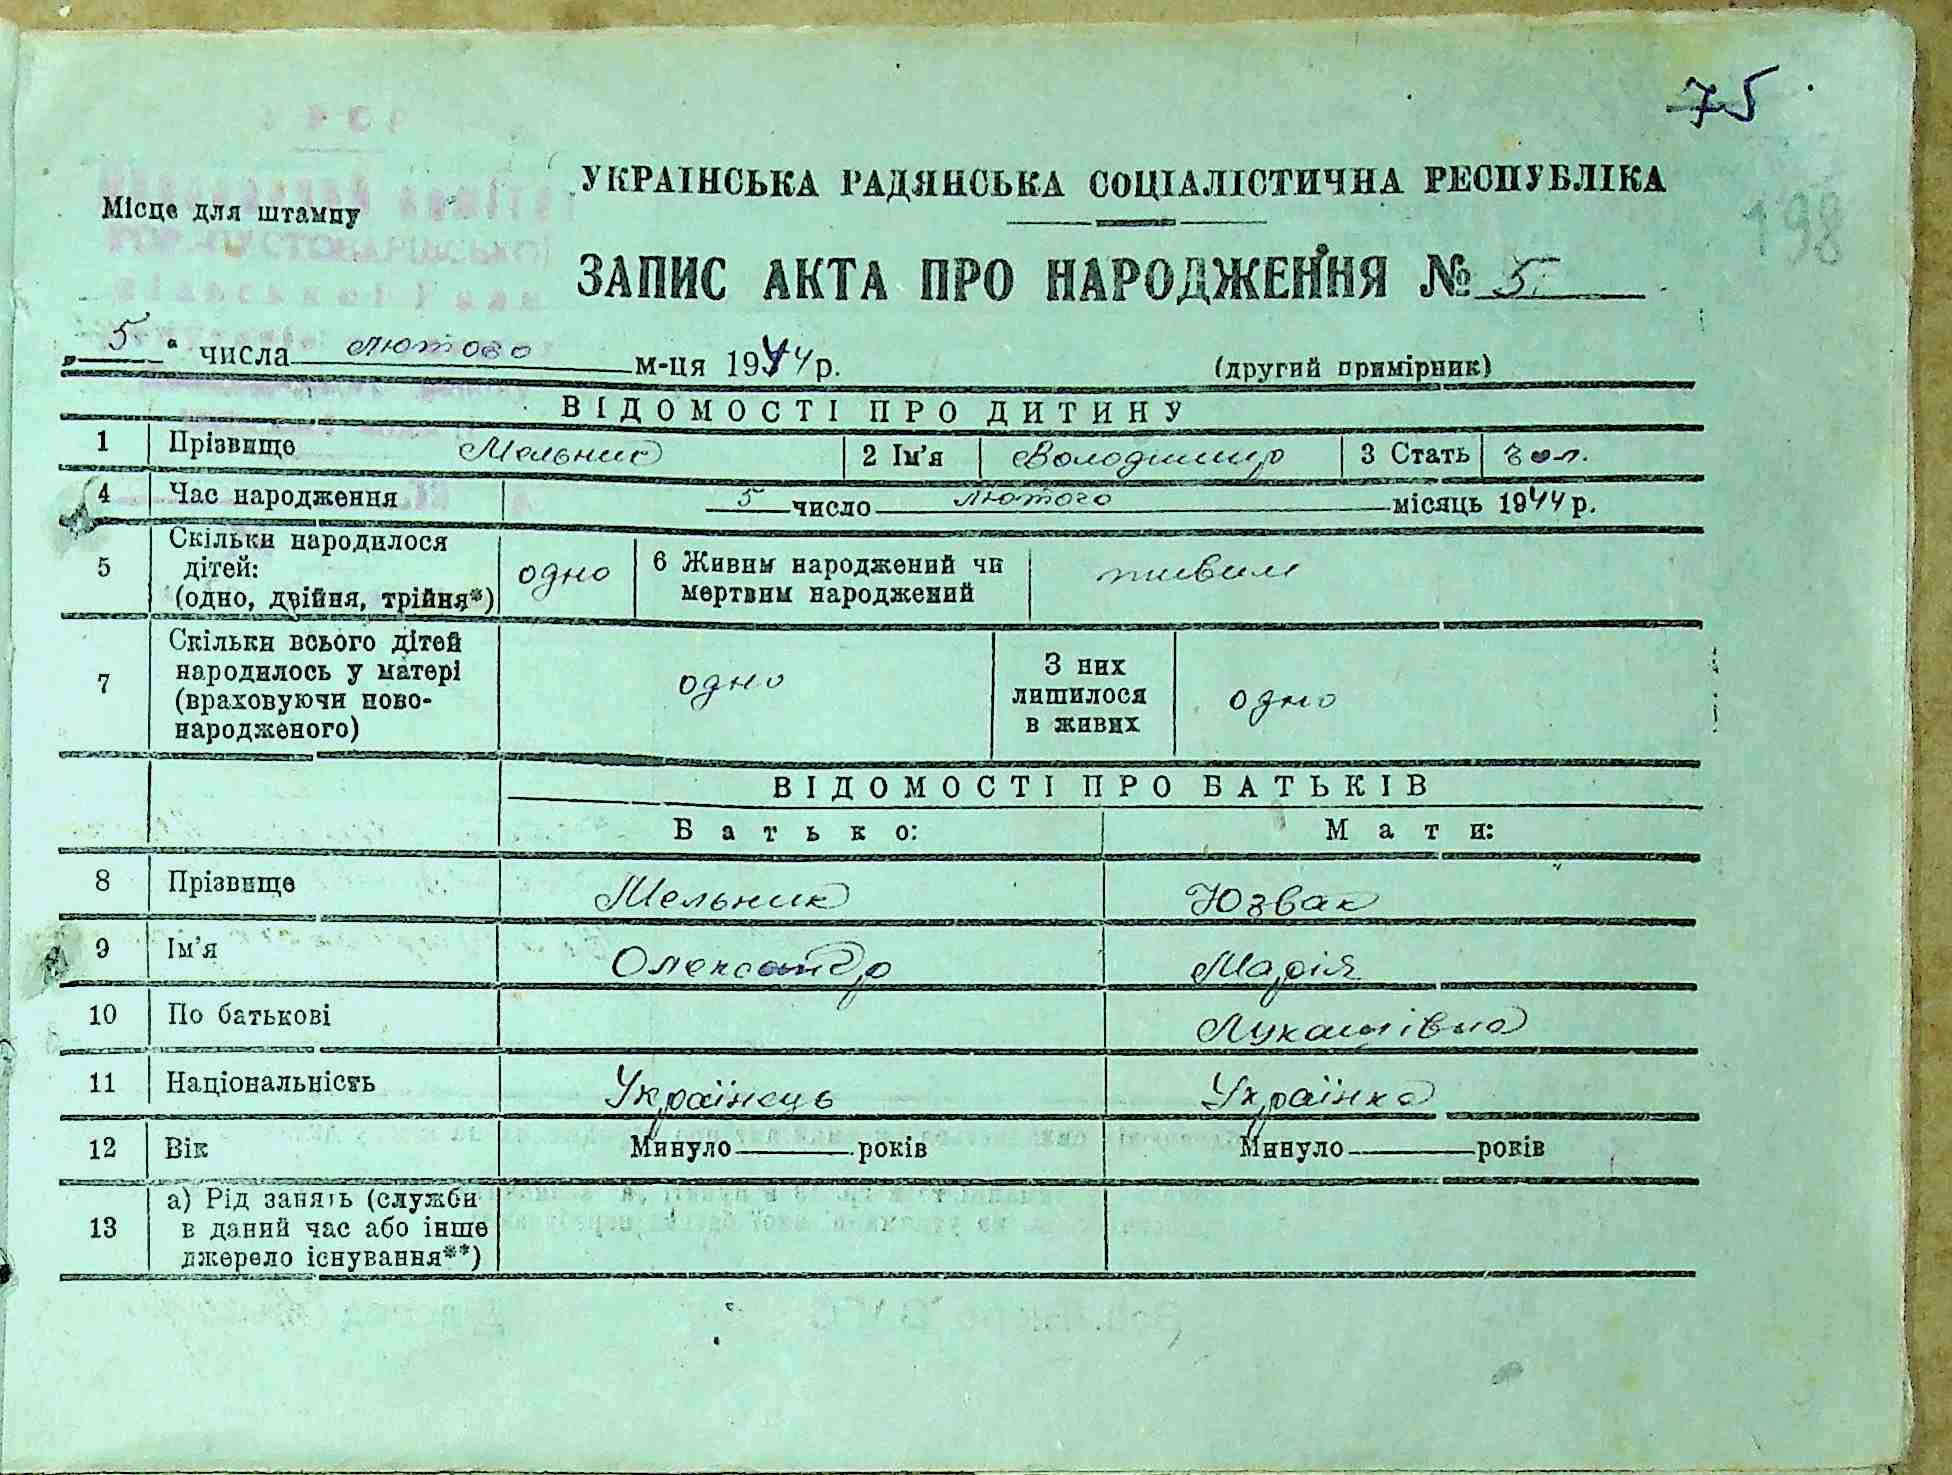 75
УКРАЇНСЬКА РАДЯНСЬКА СОЦІАЛІСТИЧНА РЕСПУБЛІКА
Місце для штампу
198
ЗАПИС АКТА ПРО НАРОДЖЕННЯ № 5
„5“ числа лютого м-ця 1944 р. (другий примірник)
ВІДОМОСТІ ПРО ДИТИНУ
1 Прізвище Мельник 2 Ім'я Володимир 3 Стать чол.
4 Час народження 5 число лютого місяць 1944 р.
5 Скільки народилося дітей: (одно, двійня, трійня*) одно 6 Живим народжений чи мертвим народжений живим
7 Скільки всього дітей народилось у матері (враховуючи ново-народженого) одно З них лишилося в живих одно
ВІДОМОСТІ ПРО БАТЬКІВ
Батько: Мати:
8 Прізвище Мельник Юзвак
9 Ім'я Олександр Марія
10 По батькові Лукашівна
11 Національність Українець Українка
12 Вік Минуло років Минуло років
13 а) Рід занять (служби в даний час або інше джерело існування**)